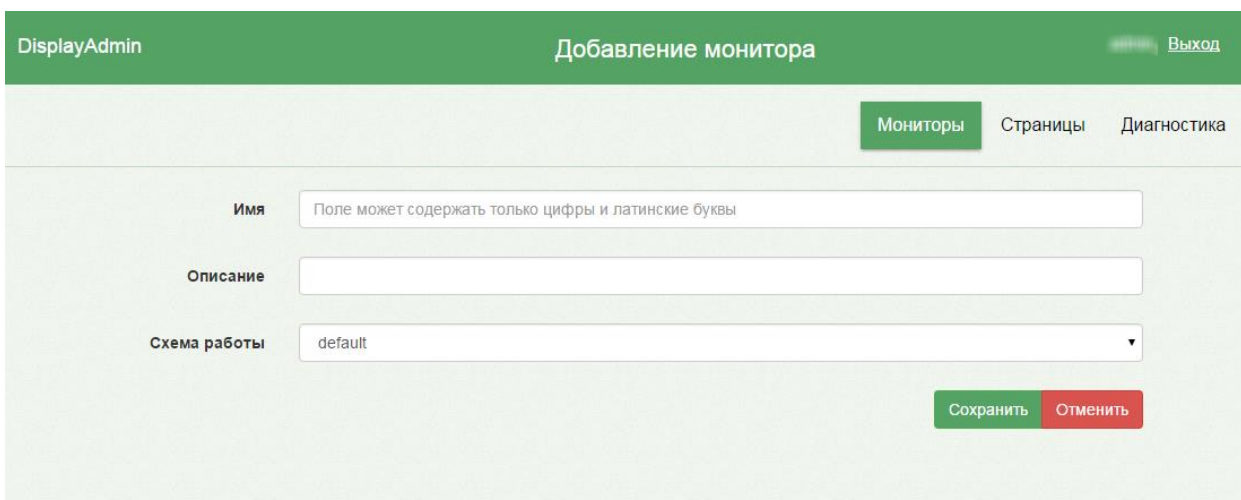 DisplayAdmin Добавление монитора Выход
Мониторы Страницы Диагностика
Имя Поле может содержать только цифры и латинские буквы
Описание
Схема работы default
Сохранить Отменить